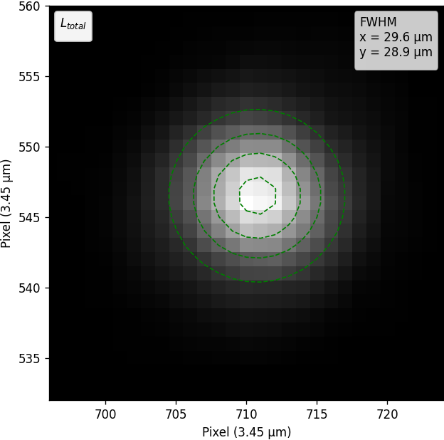 560
L_total
FWHM
x = 29.6 μm
y = 28.9 μm
555
550
545
540
535
Pixel (3.45 μm)
700 705 710 715 720
Pixel (3.45 μm)